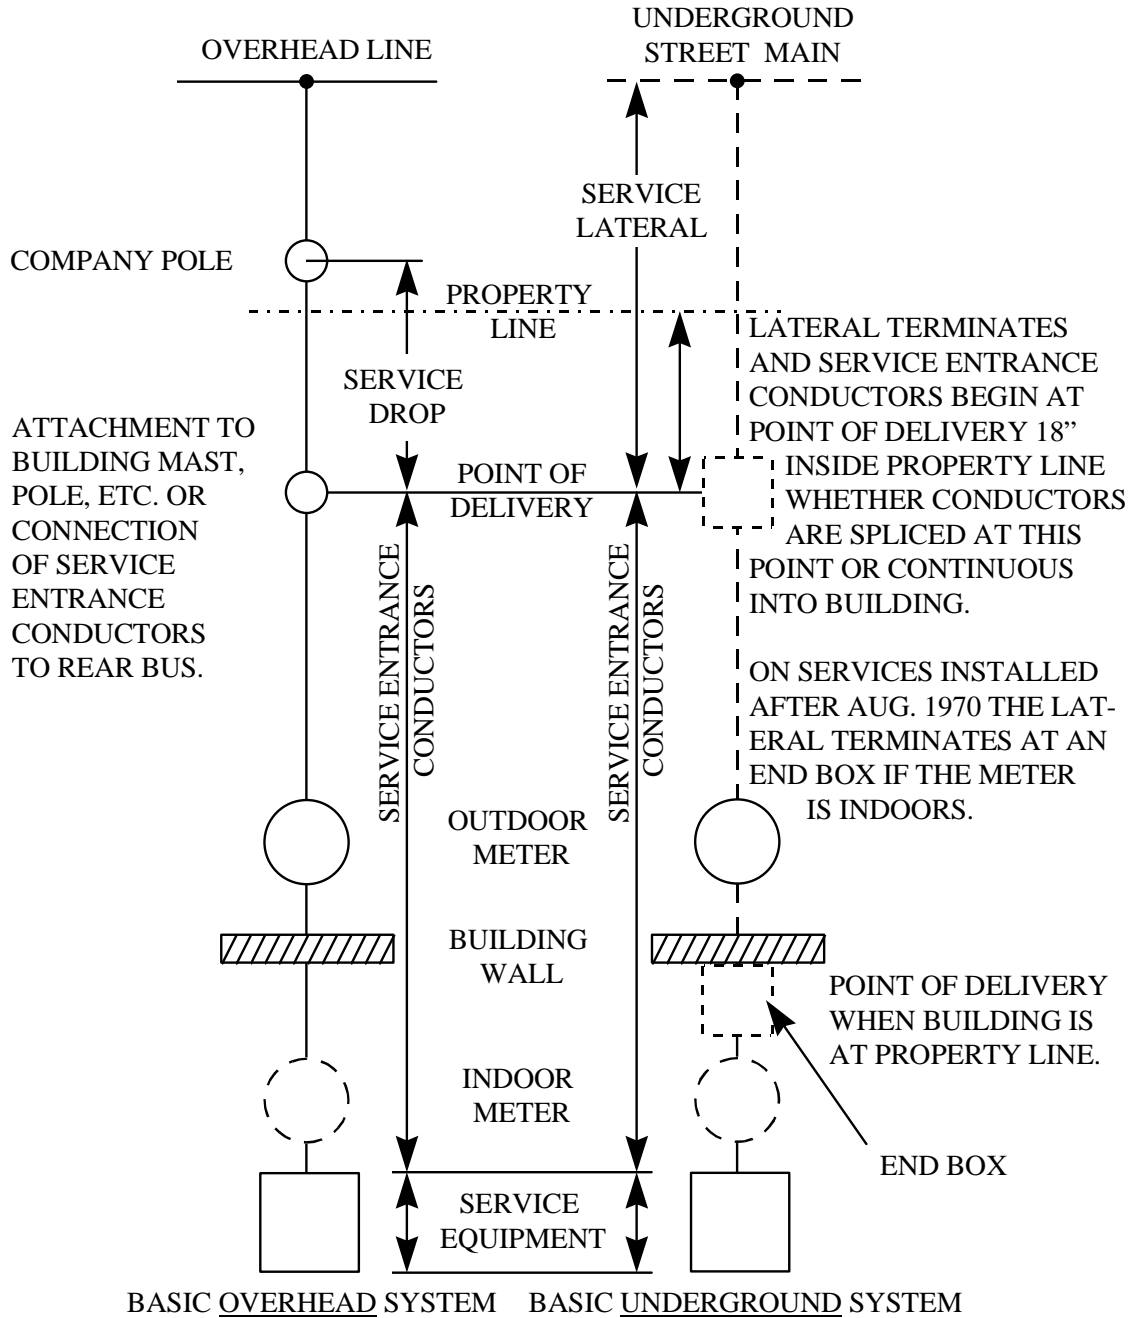 OVERHEAD LINE
UNDERGROUND
STREET MAIN
SERVICE
LATERAL
COMPANY POLE
PROPERTY
LINE
SERVICE
DROP
LATERAL TERMINATES
AND SERVICE ENTRANCE
CONDUCTORS BEGIN AT
POINT OF DELIVERY 18”
INSIDE PROPERTY LINE
WHETHER CONDUCTORS
ARE SPLICED AT THIS
POINT OR CONTINUOUS
INTO BUILDING.
ATTACHMENT TO
BUILDING MAST,
POLE, ETC. OR
CONNECTION
OF SERVICE
ENTRANCE
CONDUCTORS
TO REAR BUS.
POINT OF
DELIVERY
SERVICE ENTRANCE
CONDUCTORS
SERVICE ENTRANCE
CONDUCTORS
ON SERVICES INSTALLED
AFTER AUG. 1970 THE LAT-
ERAL TERMINATES AT AN
END BOX IF THE METER
IS INDOORS.
OUTDOOR
METER
BUILDING
WALL
POINT OF DELIVERY
WHEN BUILDING IS
AT PROPERTY LINE.
INDOOR
METER
END BOX
SERVICE
EQUIPMENT
BASIC OVERHEAD SYSTEM
BASIC UNDERGROUND SYSTEM